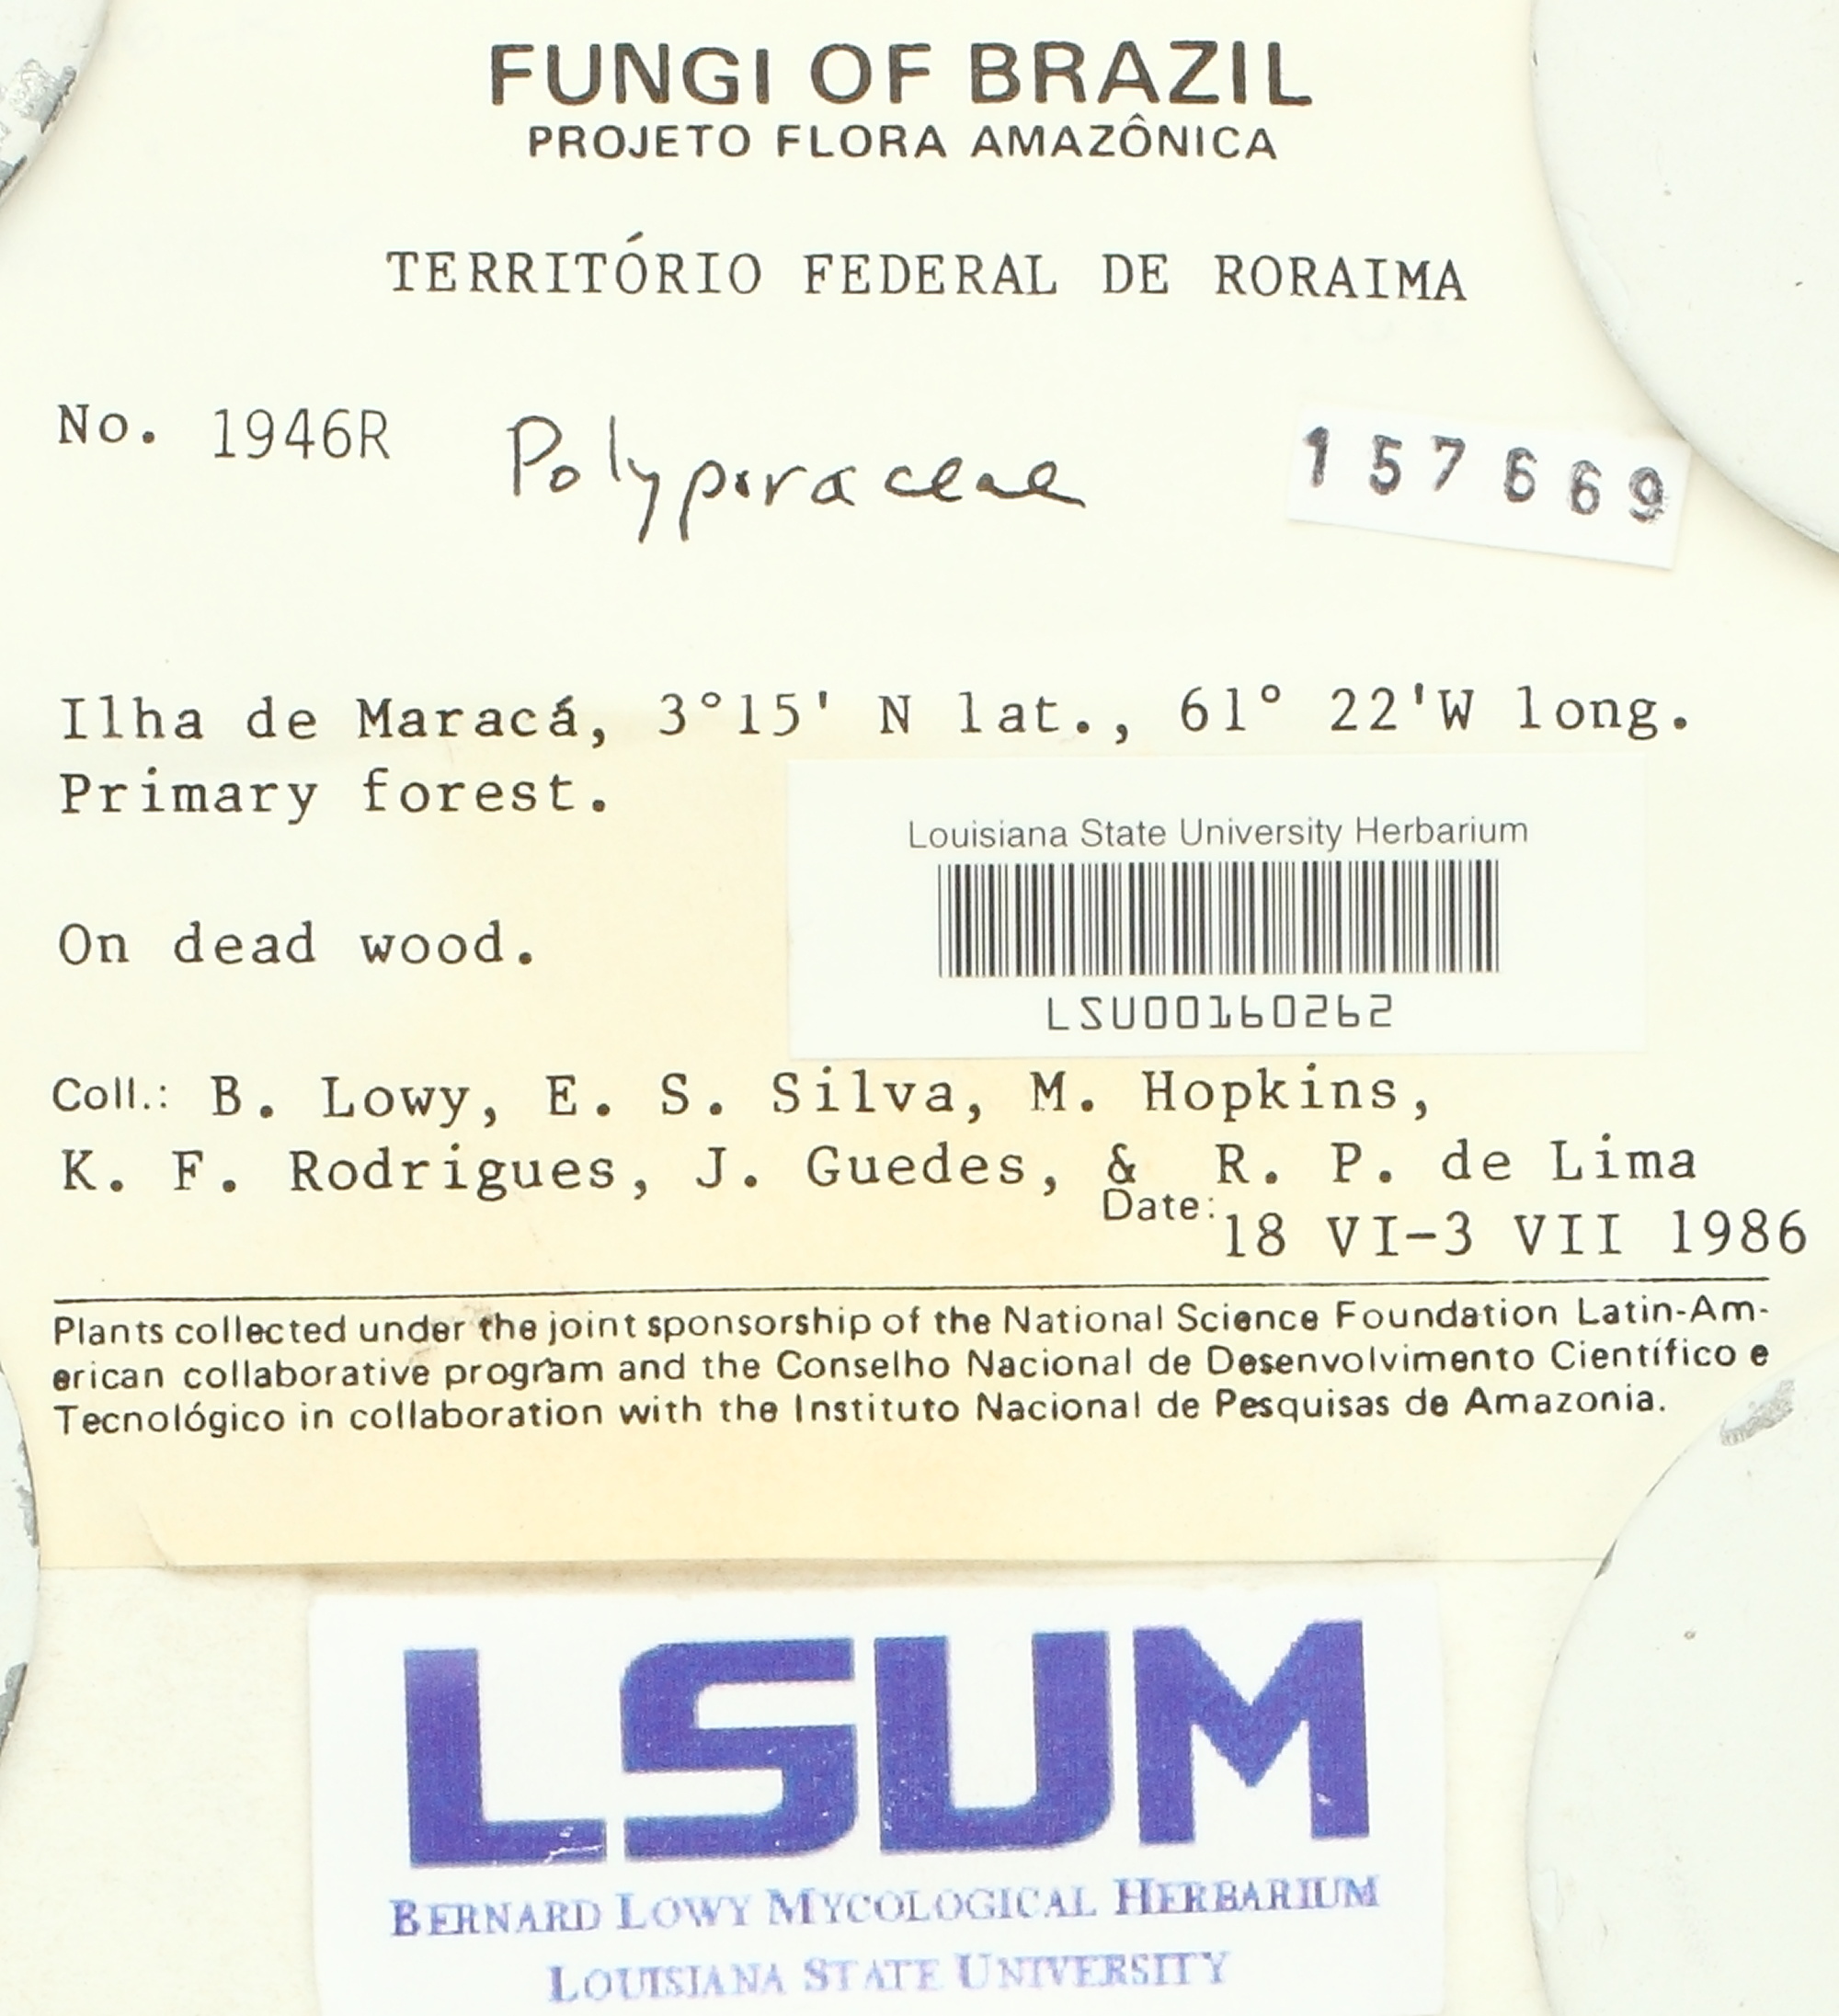 FUNGI OF BRAZIL
PROJETO FLORA AMAZÔNICA
TERRITÓRIO FEDERAL DE RORAIMA
No. 1946R Polyporaceae 157669
Ilha de Maracá, 3°15' N lat., 61° 22'W long.
Primary forest.
Louisiana State University Herbarium
On dead wood.
LSU00160262
Coll.: B. Lowy, E. S. Silva, M. Hopkins,
K. F. Rodrigues, J. Guedes, & R. P. de Lima
Date: 18 VI-3 VII 1986
Plants collected under the joint sponsorship of the National Science Foundation Latin-Am-
erican collaborative program and the Conselho Nacional de Desenvolvimento Científico e
Tecnológico in collaboration with the Instituto Nacional de Pesquisas de Amazonia.
LSUM
BERNARD LOWY MYCOLOGICAL HERBARIUM
LOUISIANA STATE UNIVERSITY